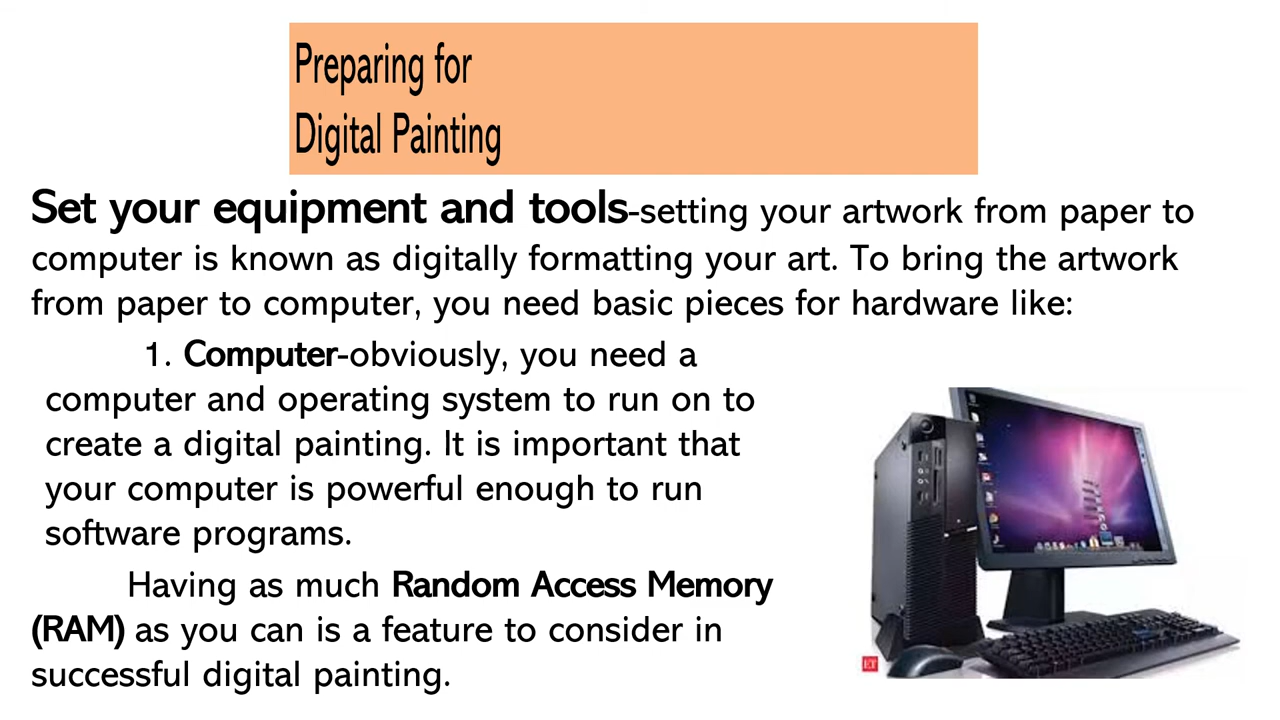 Preparing for
Digital Painting
Set your equipment and tools-setting your artwork from paper to
computer is known as digitally formatting your art. To bring the artwork
from paper to computer, you need basic pieces for hardware like:
1. Computer-obviously, you need a
computer and operating system to run on to
create a digital painting. It is important that
your computer is powerful enough to run
software programs.
Having as much Random Access Memory
(RAM) as you can is a feature to consider in
successful digital painting.
ET